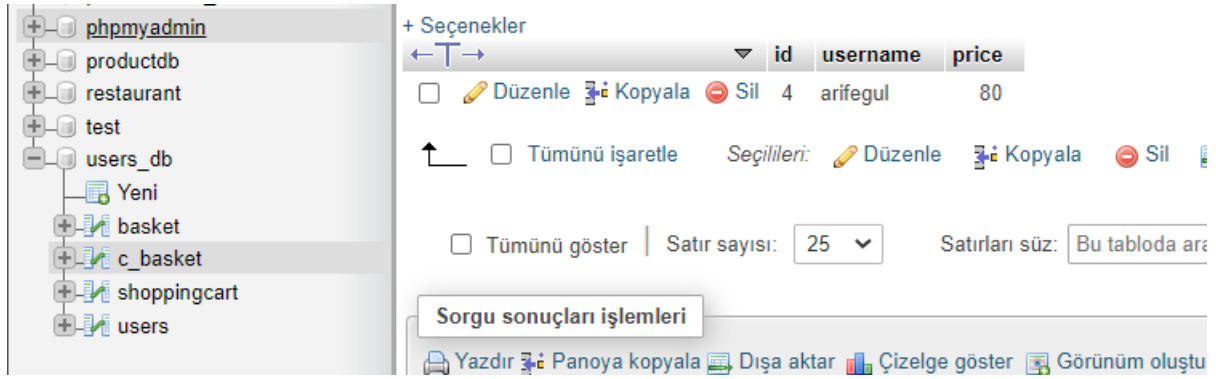 phpmyadmin
productdb
restaurant
test
users_db
Yeni
basket
c_basket
shoppingcart
users
+ Seçenekler
←T→ id username price
Düzenle Kopyala Sil 4 arifegul 80
Tümünü işaretle Seçilileri: Düzenle Kopyala Sil
Tümünü göster Satır sayısı: 25 Satırları süz: Bu tabloda ara
Sorgu sonuçları işlemleri
Yazdır Panoya kopyala Dışa aktar Çizelge göster Görünüm oluştu